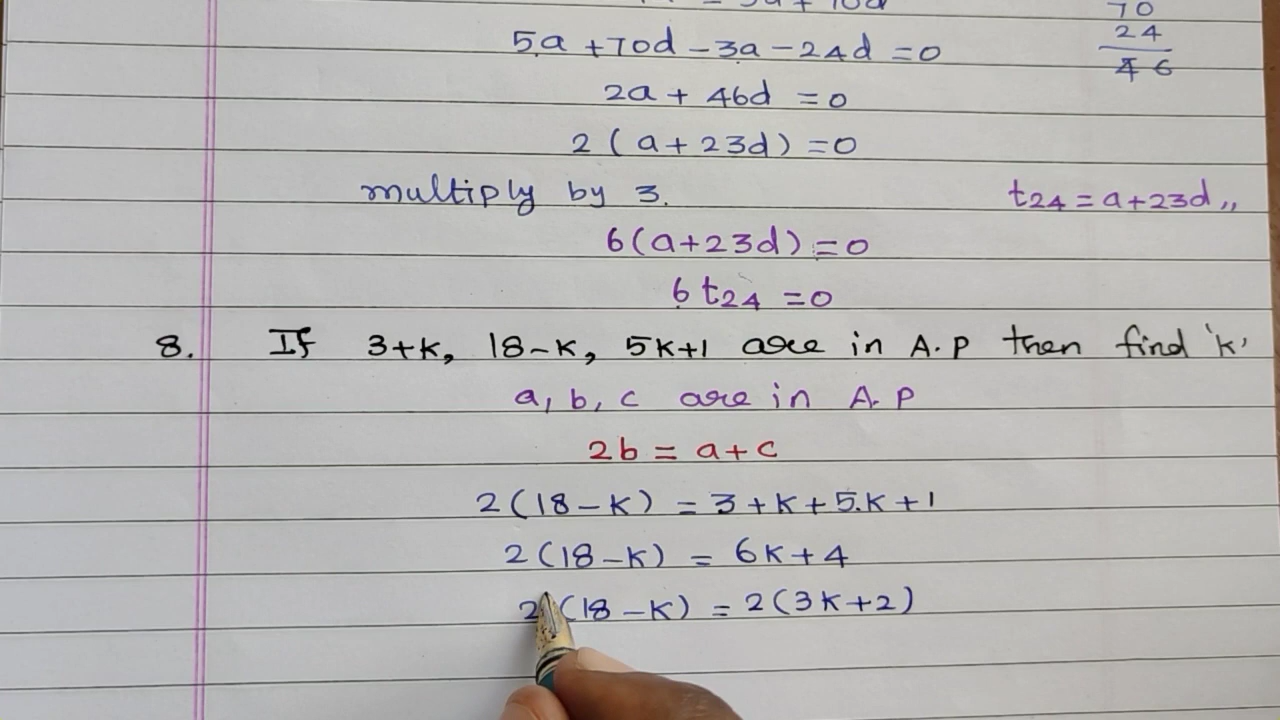 5a + 70d - 3a - 24d = 0
70
24
46
2a + 46d = 0
2 (a + 23d) = 0
multiply by 3.
t24 = a + 23d ,,
6(a + 23d) = 0
6 t24 = 0
8. If 3+K, 18-K, 5K+1 are in A.P then find 'K'
a, b, c are in A.P
2b = a + c
2(18-K) = 3+K+5.K+1
2(18-K) = 6K+4
2(18-K) = 2(3K+2)